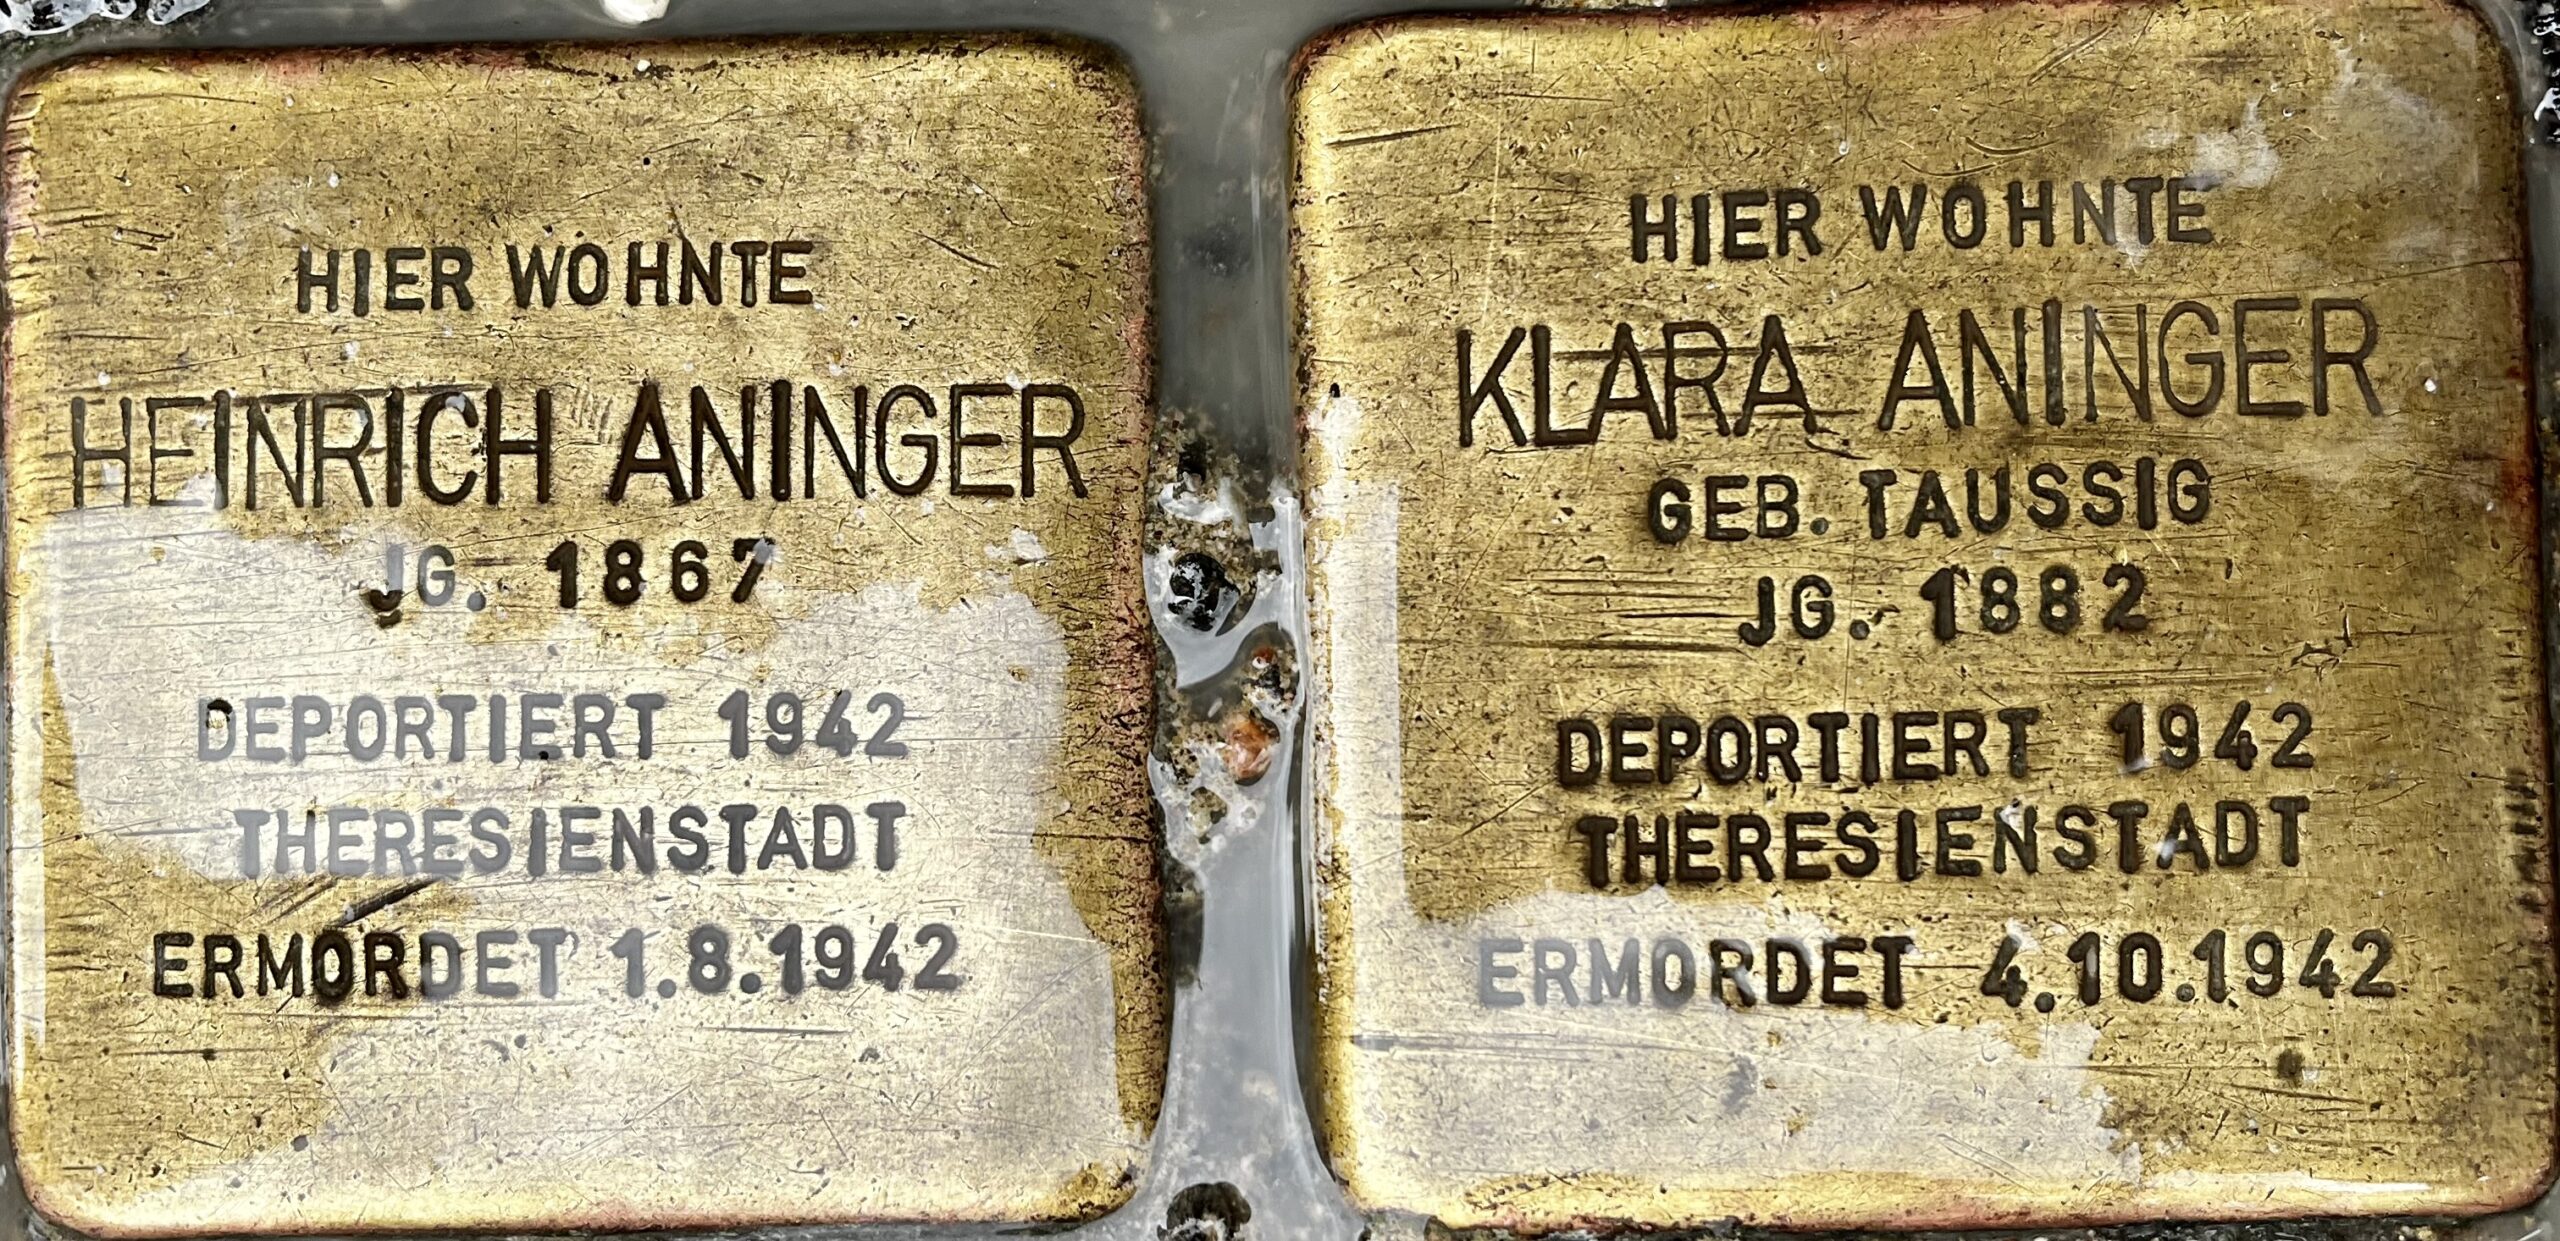 HIER WOHNTE
HEINRICH ANINGER
JG. 1867
DEPORTIERT 1942
THERESIENSTADT
ERMORDET 1.8.1942
HIER WOHNTE
KLARA ANINGER
GEB. TAUSSIG
JG. 1882
DEPORTIERT 1942
THERESIENSTADT
ERMORDET 4.10.1942